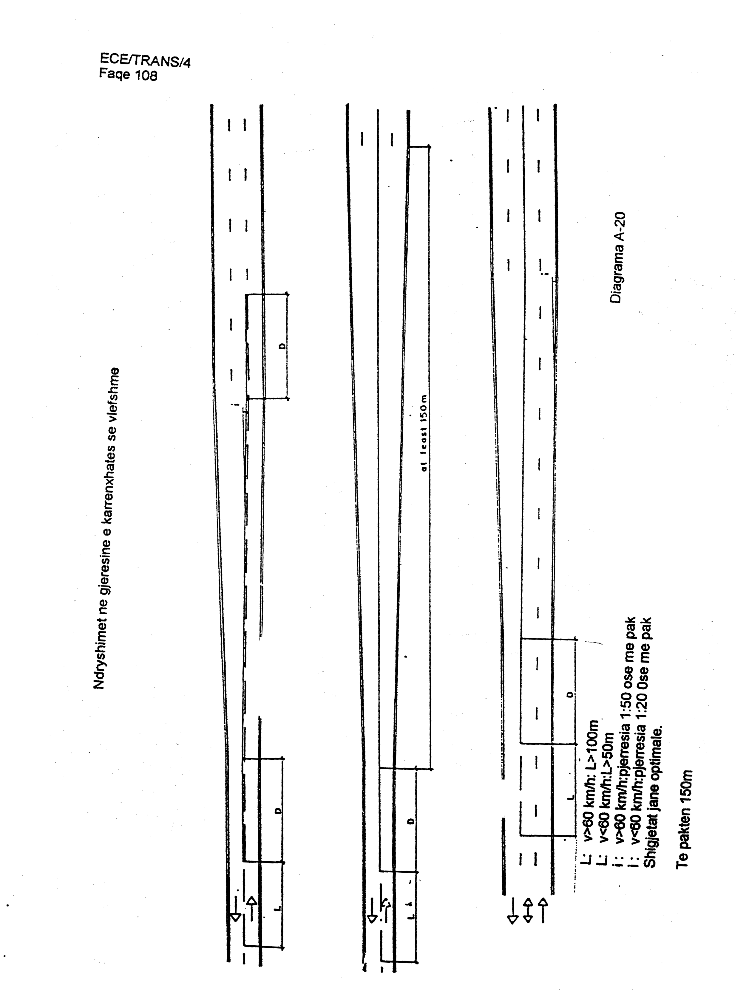 ECE/TRANS/4
Faqe 108
Ndryshimet ne gjeresine e karrenxhates se vlefshme
i
D
D
L
at least 150m
D
L
i
D
L
L: v>60 km/h: L>100m
L: v<60 km/h:L>50m
i : v>60 km/h:pjerresia 1:50 ose me pak
i : v<60 km/h:pjerresia 1:20 0se me pak
Shigjetat jane optimale.
Te pakten 150m
Diagrama A-20